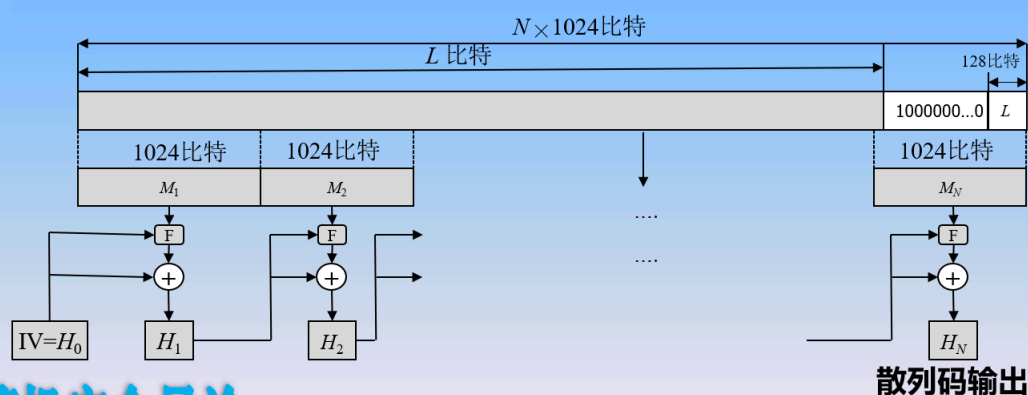 N×1024比特
L 比特
128比特
1000000...0 L
1024比特 1024比特 1024比特
M₁ M₂ M_N
....
F F F
....
+ + +
IV=H₀ H₁ H₂ H_N
散列码输出